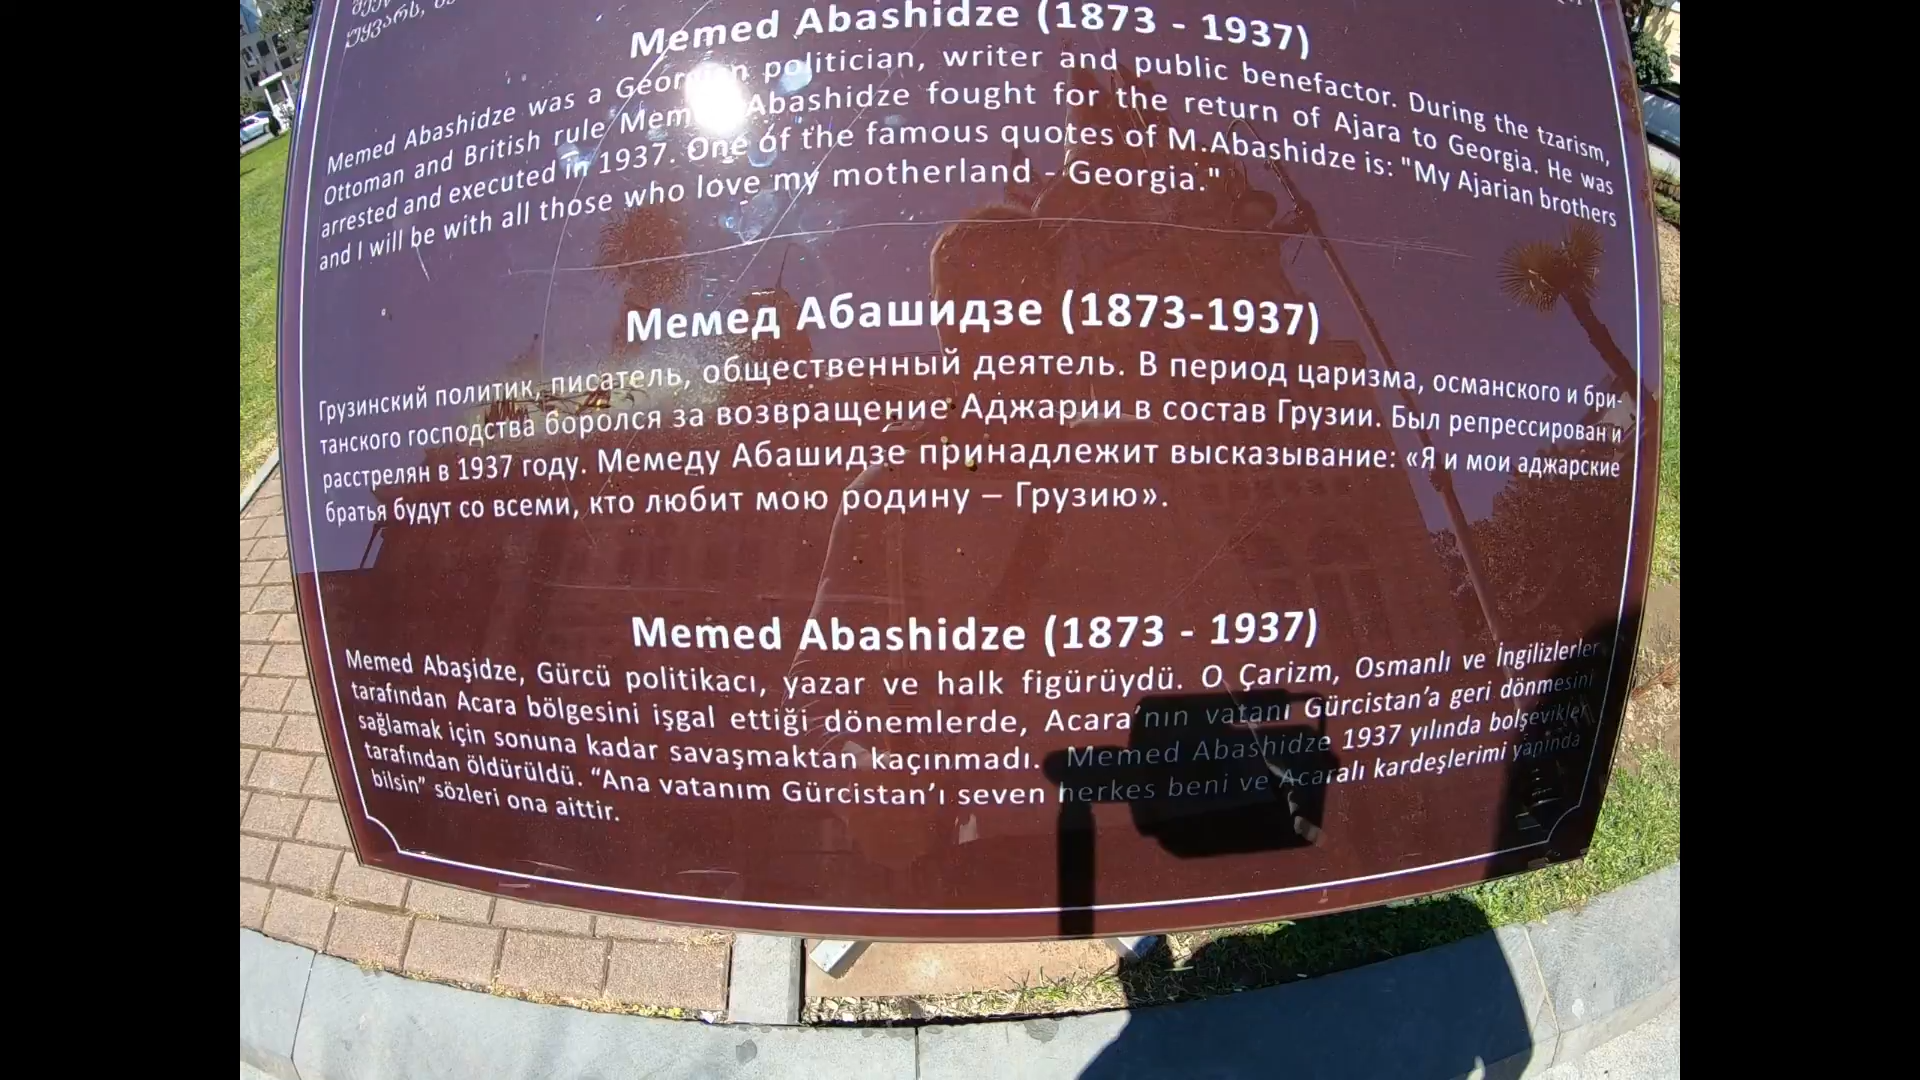 უყვარს,
Memed Abashidze (1873 - 1937)
Memed Abashidze was a Georgian politician, writer and public benefactor. During the tzarism,
Ottoman and British rule Memed Abashidze fought for the return of Ajara to Georgia. He was
arrested and executed in 1937. One of the famous quotes of M.Abashidze is: "My Ajarian brothers
and I will be with all those who love my motherland - Georgia."
Мемед Абашидзе (1873-1937)
Грузинский политик, писатель, общественный деятель. В период царизма, османского и бри-
танского господства боролся за возвращение Аджарии в состав Грузии. Был репрессирован и
расстрелян в 1937 году. Мемеду Абашидзе принадлежит высказывание: «Я и мои аджарские
братья будут со всеми, кто любит мою родину – Грузию».
Memed Abashidze (1873 - 1937)
Memed Abaşidze, Gürcü politikacı, yazar ve halk figürüydü. O Çarizm, Osmanlı ve İngilizlerler
tarafından Acara bölgesini işgal ettiği dönemlerde, Acara’nın vatanı Gürcistan’a geri dönmesini
sağlamak için sonuna kadar savaşmaktan kaçınmadı. Memed Abashidze 1937 yılında bolşevikler
tarafından öldürüldü. “Ana vatanım Gürcistan’ı seven herkes beni ve Acaralı kardeşlerimi yanında
bilsin” sözleri ona aittir.